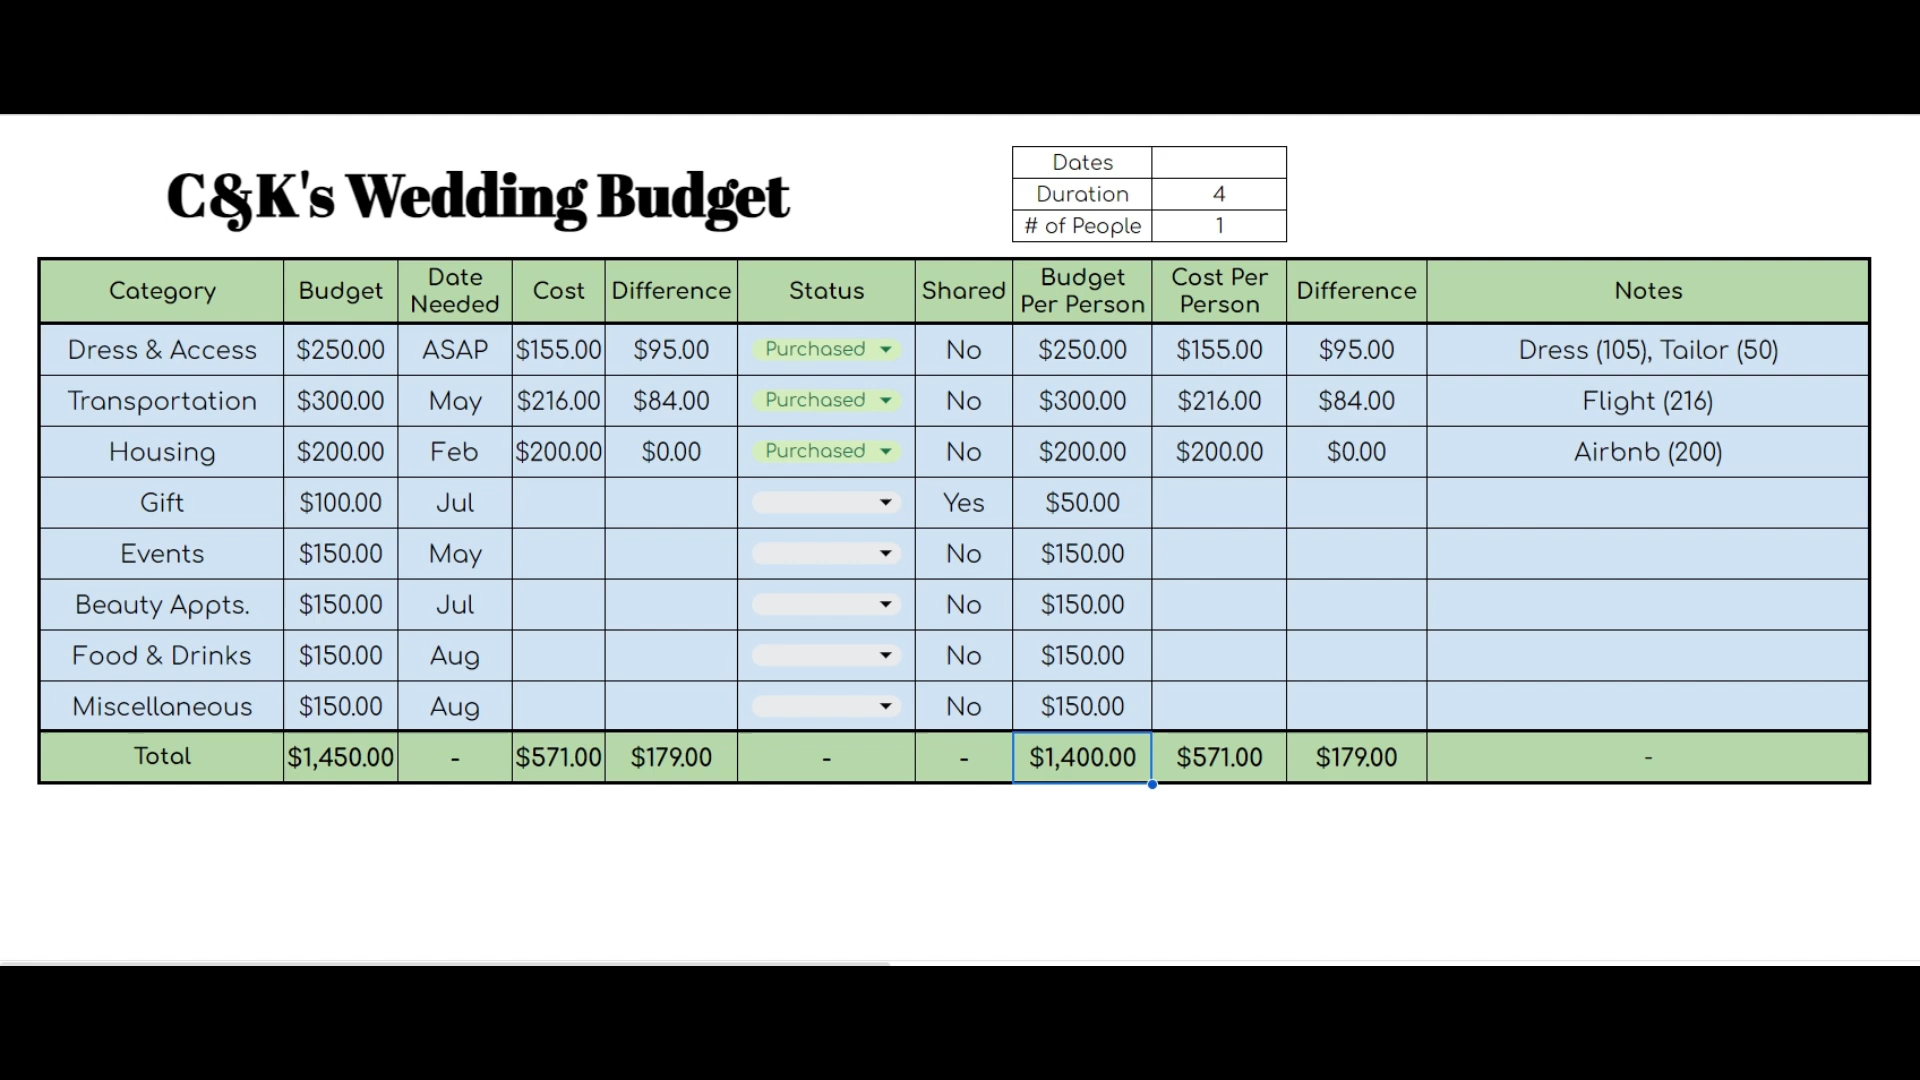 C&K's Wedding Budget
Dates
Duration 4
# of People 1
Category Budget Date Needed Cost Difference Status Shared Budget Per Person Cost Per Person Difference Notes
Dress & Access $250.00 ASAP $155.00 $95.00 Purchased No $250.00 $155.00 $95.00 Dress (105), Tailor (50)
Transportation $300.00 May $216.00 $84.00 Purchased No $300.00 $216.00 $84.00 Flight (216)
Housing $200.00 Feb $200.00 $0.00 Purchased No $200.00 $200.00 $0.00 Airbnb (200)
Gift $100.00 Jul Yes $50.00
Events $150.00 May No $150.00
Beauty Appts. $150.00 Jul No $150.00
Food & Drinks $150.00 Aug No $150.00
Miscellaneous $150.00 Aug No $150.00
Total $1,450.00 - $571.00 $179.00 - - $1,400.00 $571.00 $179.00 -